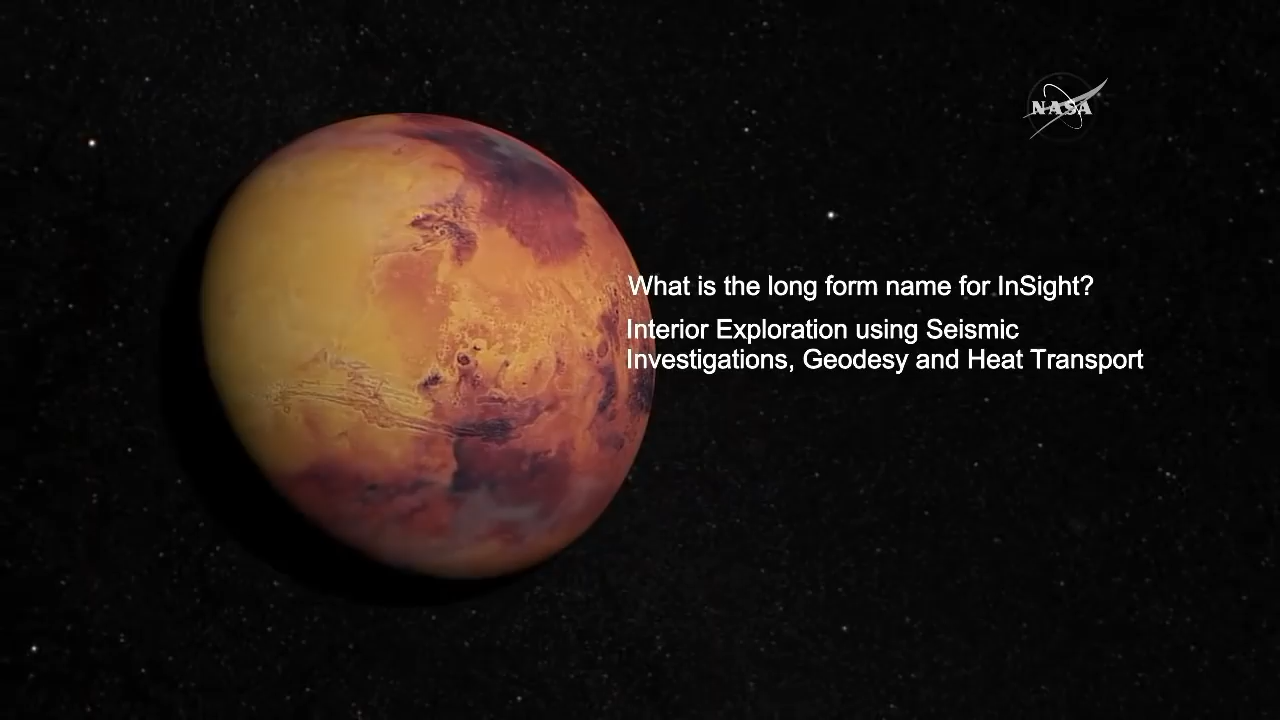 NASA
What is the long form name for InSight?
Interior Exploration using Seismic
Investigations, Geodesy and Heat Transport